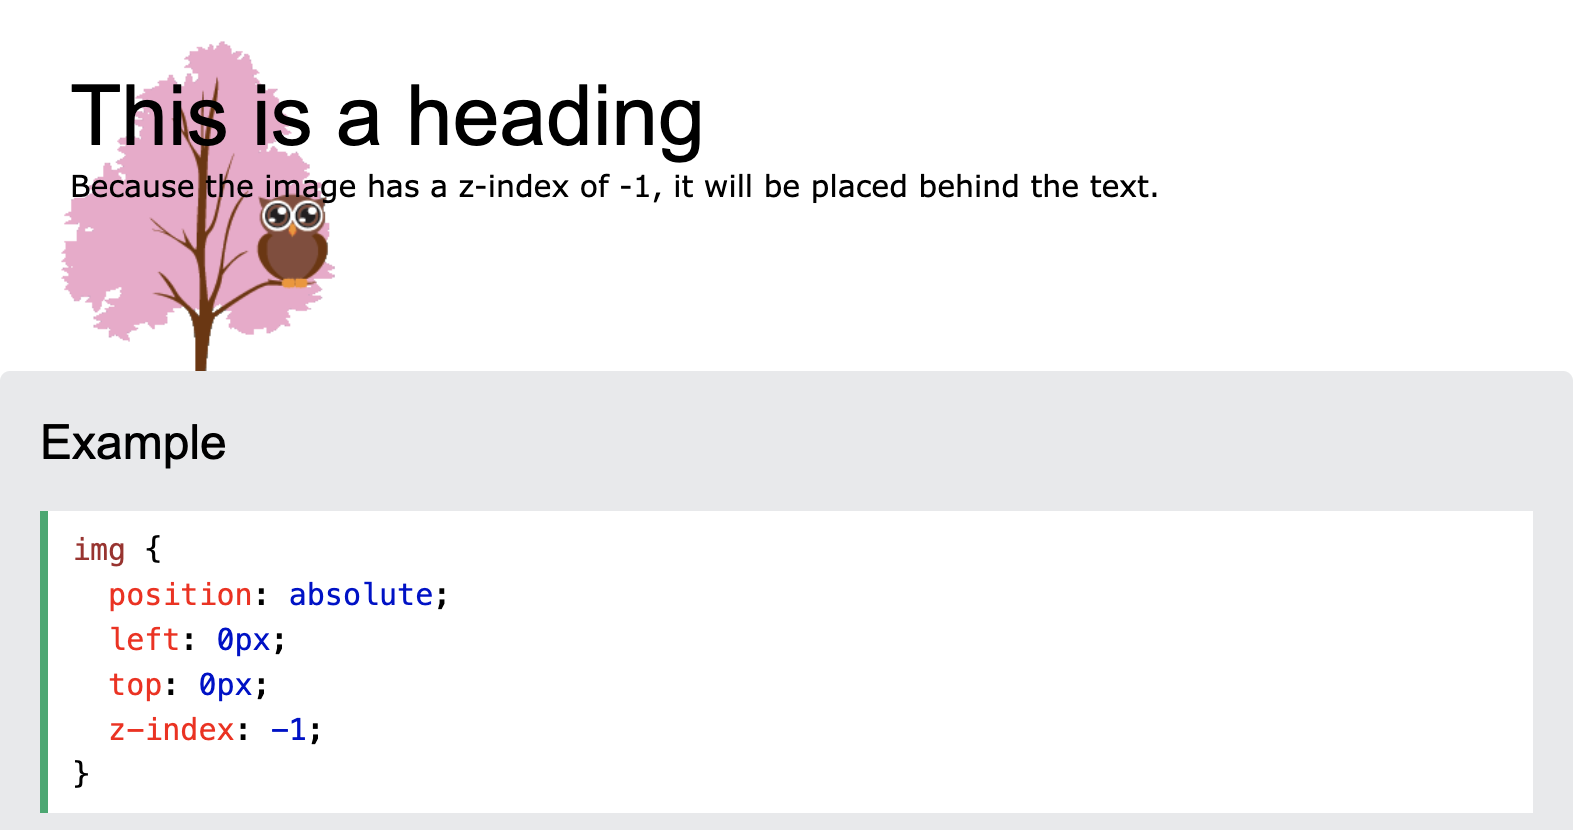 This is a heading
Because the image has a z-index of -1, it will be placed behind the text.
Example
img {
  position: absolute;
  left: 0px;
  top: 0px;
  z-index: -1;
}